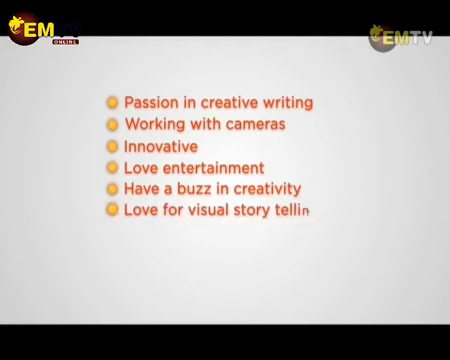 EMTV
ONLINE
EMTV
Passion in creative writing
Working with cameras
Innovative
Love entertainment
Have a buzz in creativity
Love for visual story tellin